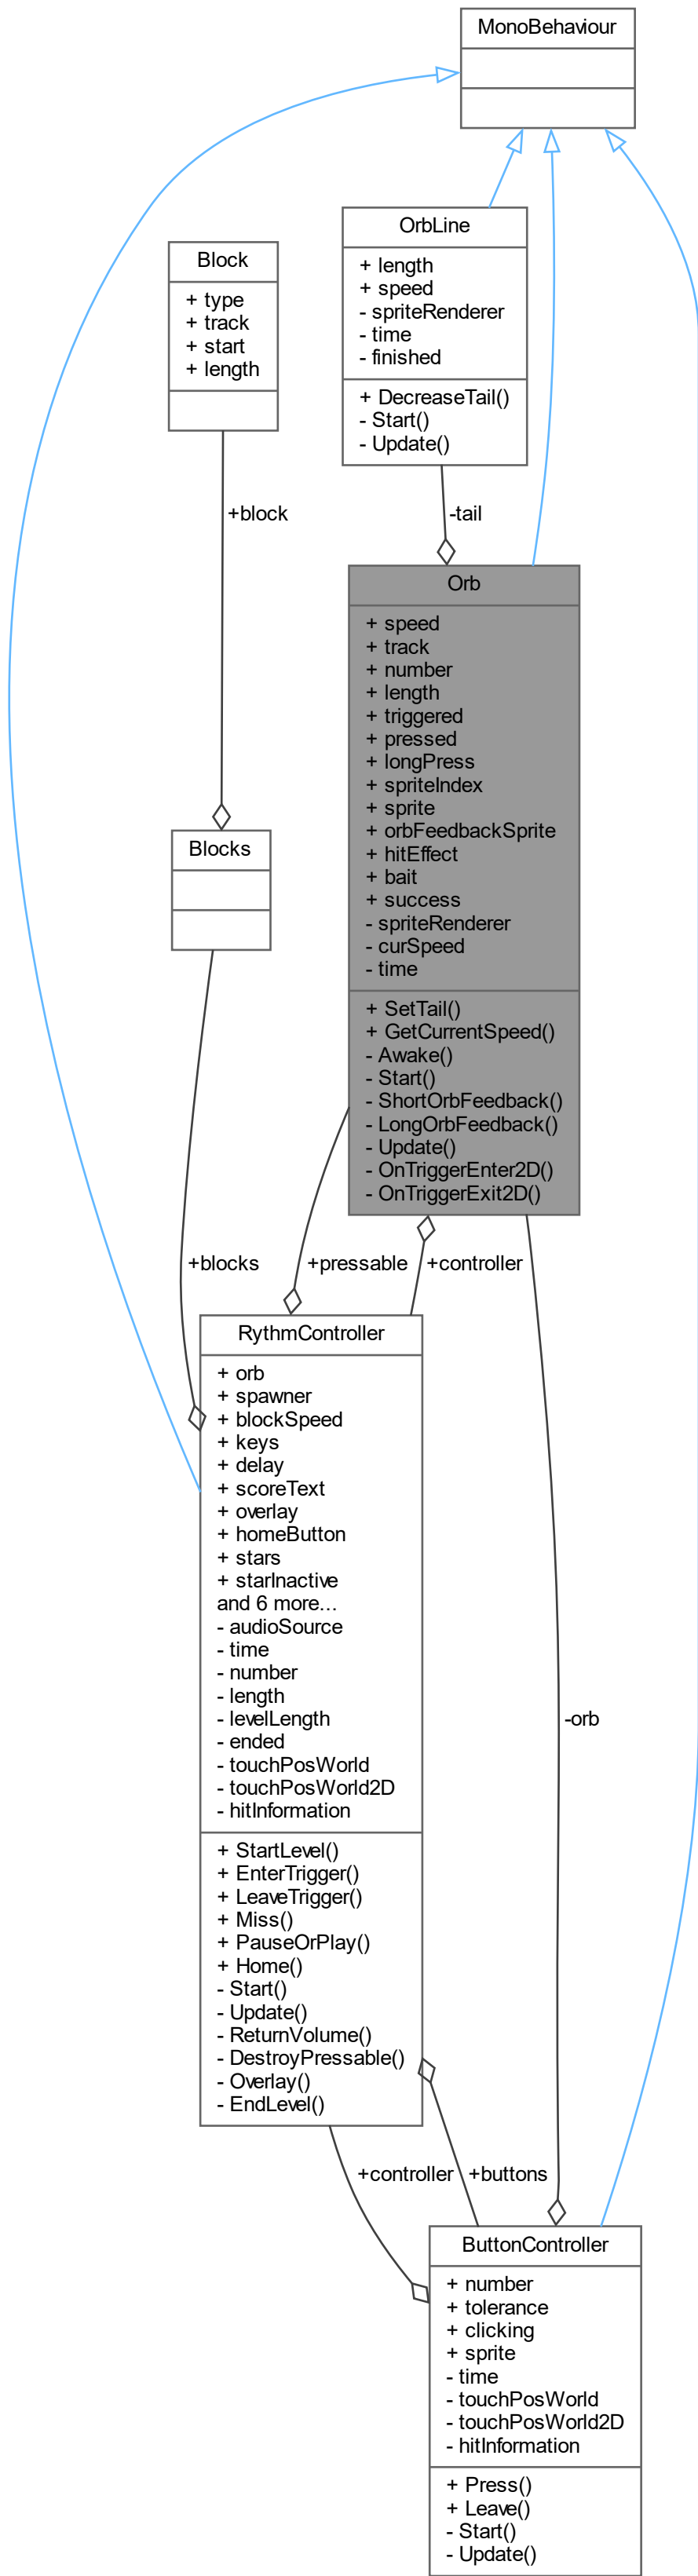 MonoBehaviour
OrbLine
+ length
+ speed
- spriteRenderer
- time
- finished
+ DecreaseTail()
- Start()
- Update()
Block
+ type
+ track
+ start
+ length
+block
-tail
Orb
+ speed
+ track
+ number
+ length
+ triggered
+ pressed
+ longPress
+ spriteIndex
+ sprite
+ orbFeedbackSprite
+ hitEffect
+ bait
+ success
- spriteRenderer
- curSpeed
- time
+ SetTail()
+ GetCurrentSpeed()
- Awake()
- Start()
- ShortOrbFeedback()
- LongOrbFeedback()
- Update()
- OnTriggerEnter2D()
- OnTriggerExit2D()
Blocks
+blocks
+pressable
+controller
RythmController
+ orb
+ spawner
+ blockSpeed
+ keys
+ delay
+ scoreText
+ overlay
+ homeButton
+ stars
+ starInactive
and 6 more...
- audioSource
- time
- number
- length
- levelLength
- ended
- touchPosWorld
- touchPosWorld2D
- hitInformation
+ StartLevel()
+ EnterTrigger()
+ LeaveTrigger()
+ Miss()
+ PauseOrPlay()
+ Home()
- Start()
- Update()
- ReturnVolume()
- DestroyPressable()
- Overlay()
- EndLevel()
-orb
+controller
+buttons
ButtonController
+ number
+ tolerance
+ clicking
+ sprite
- time
- touchPosWorld
- touchPosWorld2D
- hitInformation
+ Press()
+ Leave()
- Start()
- Update()